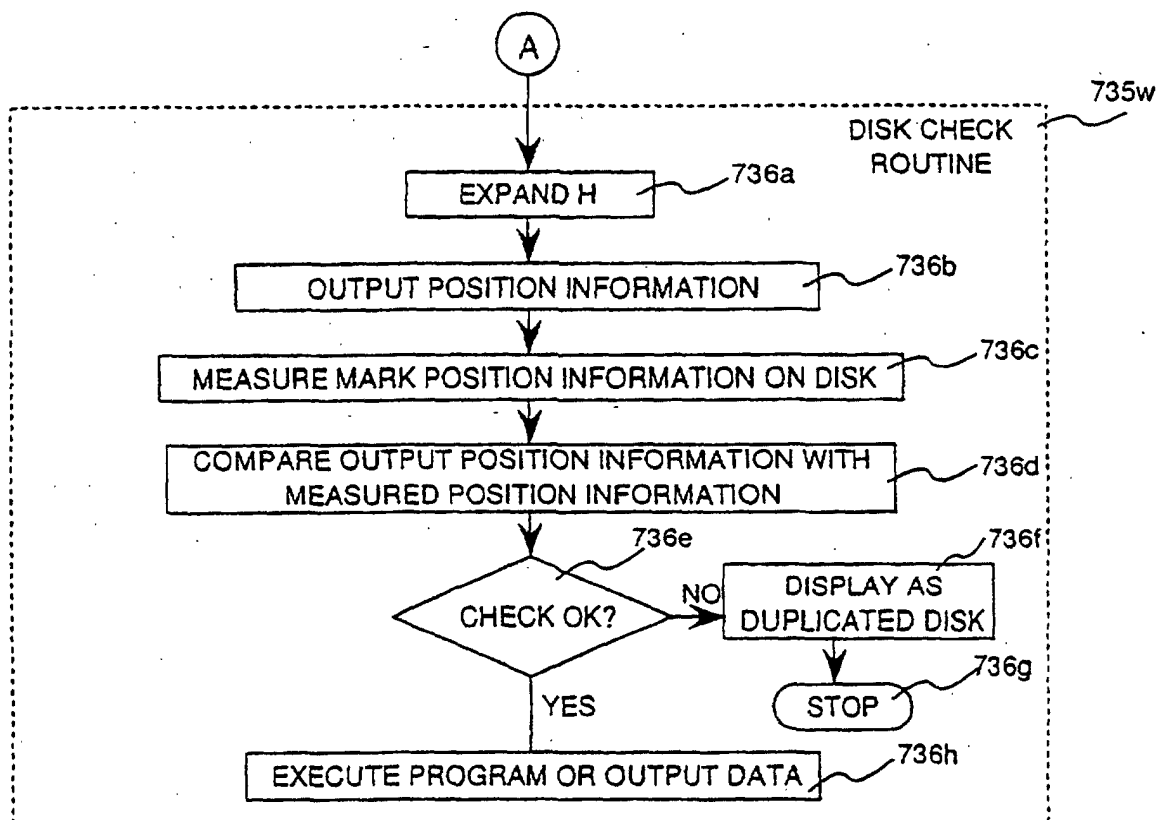 A
735w
DISK CHECK
ROUTINE
736a
EXPAND H
736b
OUTPUT POSITION INFORMATION
736c
MEASURE MARK POSITION INFORMATION ON DISK
COMPARE OUTPUT POSITION INFORMATION WITH
MEASURED POSITION INFORMATION
736d
736e
CHECK OK?
NO
736f
DISPLAY AS
DUPLICATED DISK
736g
STOP
YES
736h
EXECUTE PROGRAM OR OUTPUT DATA